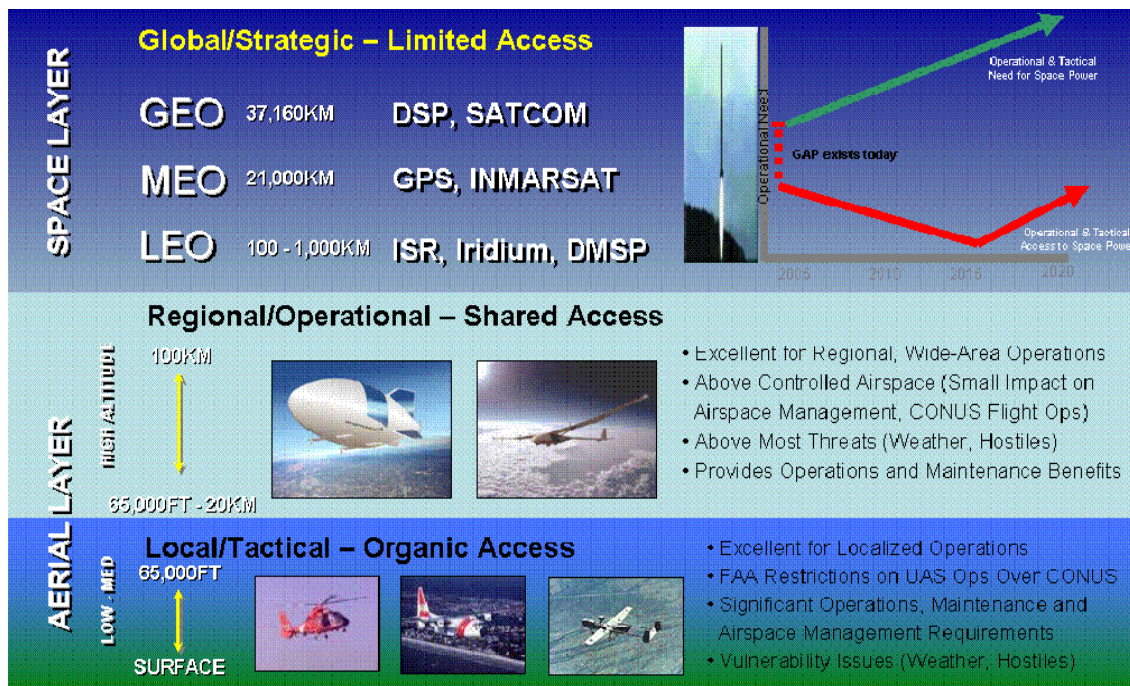 SPACE LAYER
Global/Strategic – Limited Access
GEO 37,160KM DSP, SATCOM
MEO 21,000KM GPS, INMARSAT
LEO 100 - 1,000KM ISR, Iridium, DMSP
Operational Need
Operational & Tactical
Need for Space Power
GAP exists today
Operational & Tactical
Access to Space Power
2005 2010 2015 2020
AERIAL LAYER
Regional/Operational – Shared Access
HIGH ALTITUDE
100KM
65,000FT - 20KM
• Excellent for Regional, Wide-Area Operations
• Above Controlled Airspace (Small Impact on
Airspace Management, CONUS Flight Ops)
• Above Most Threats (Weather, Hostiles)
• Provides Operations and Maintenance Benefits
Local/Tactical – Organic Access
LOW - MED
65,000FT
SURFACE
• Excellent for Localized Operations
• FAA Restrictions on UAS Ops Over CONUS
• Significant Operations, Maintenance and
Airspace Management Requirements
• Vulnerability Issues (Weather, Hostiles)